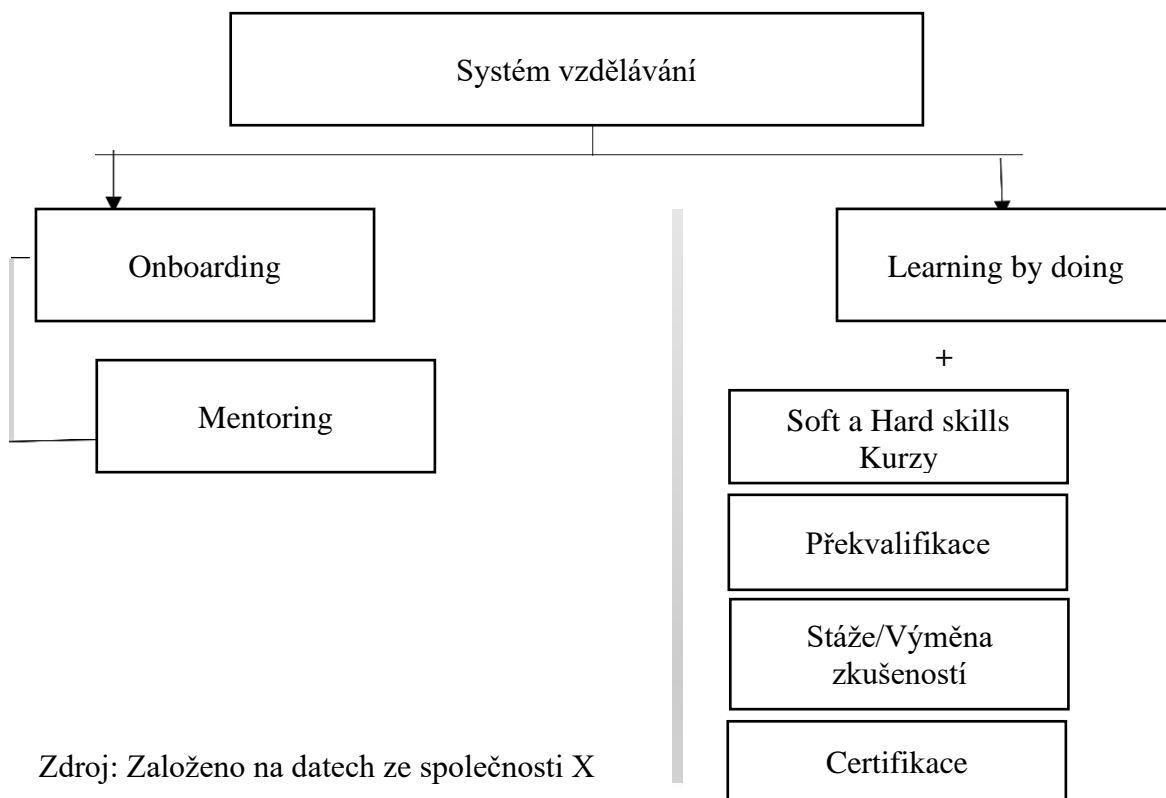 Systém vzdělávání
Onboarding
Learning by doing
Mentoring
+
Soft a Hard skills
Kurzy
Překvalifikace
Stáže/Výměna
zkušeností
Certifikace
Zdroj: Založeno na datech ze společnosti X